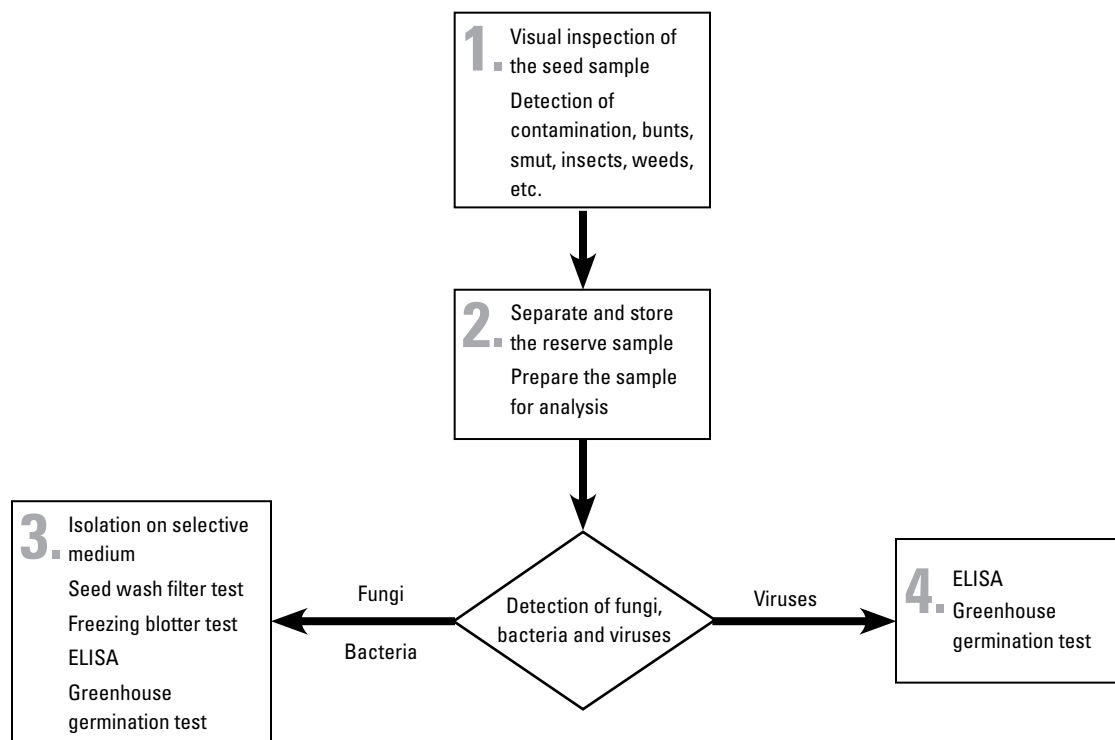 1.
Visual inspection of
the seed sample
Detection of
contamination, bunts,
smut, insects, weeds,
etc.
2.
Separate and store
the reserve sample
Prepare the sample
for analysis
Detection of fungi,
bacteria and viruses
Fungi
Bacteria
3.
Isolation on selective
medium
Seed wash filter test
Freezing blotter test
ELISA
Greenhouse
germination test
Viruses
4.
ELISA
Greenhouse
germination test